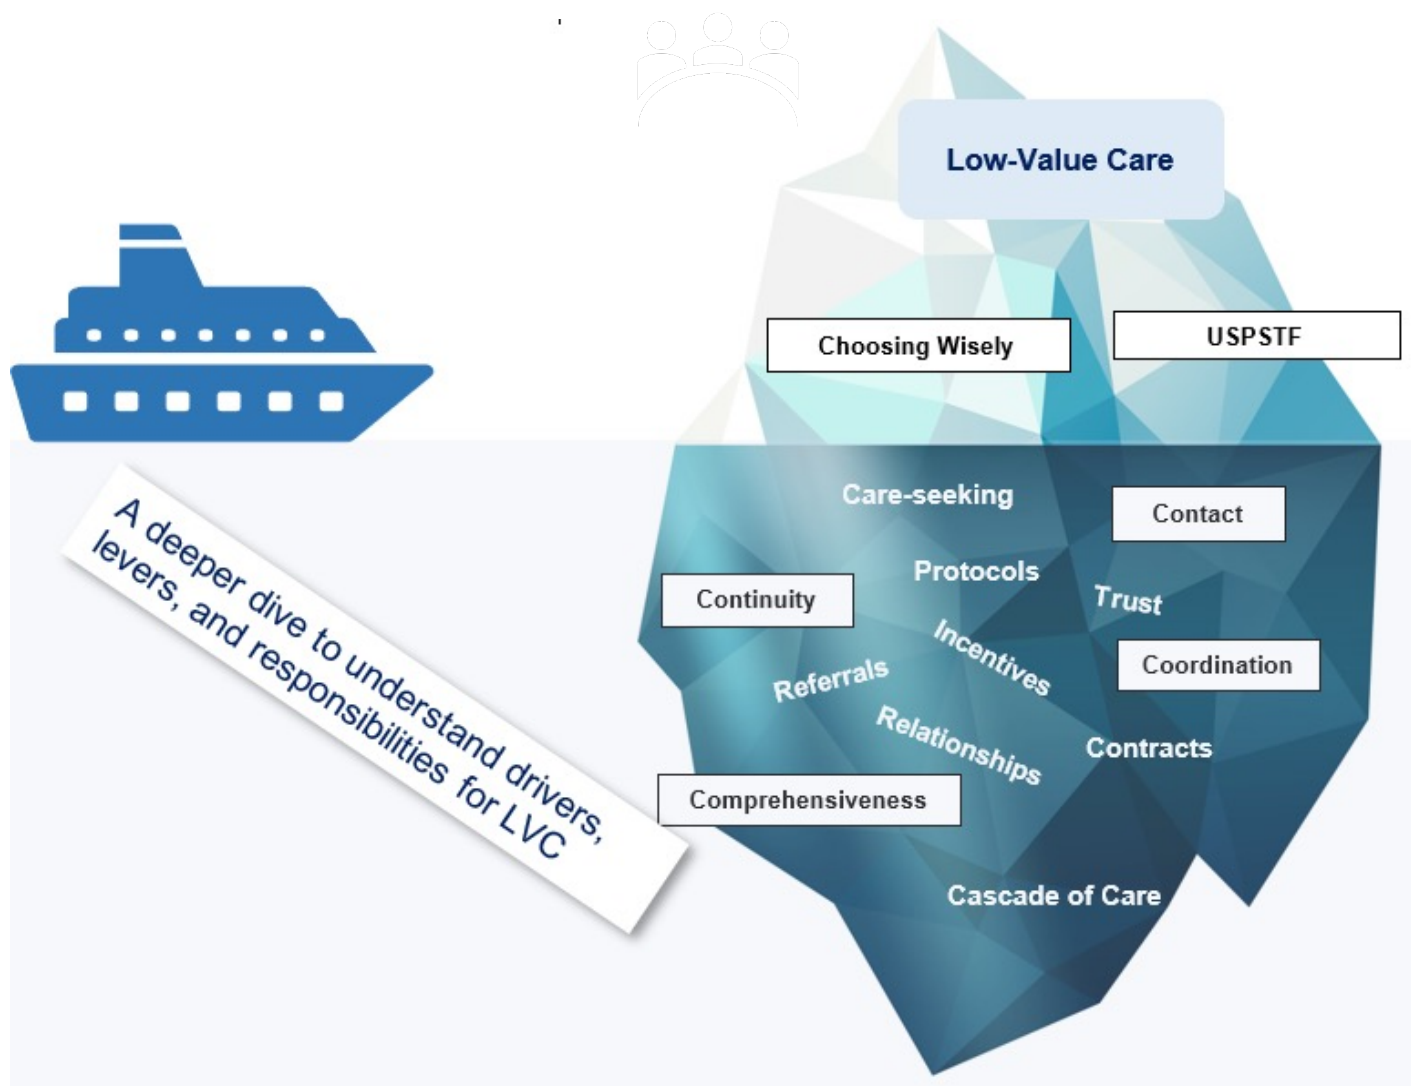 Low-Value Care
Choosing Wisely
USPSTF
Care-seeking
Contact
Protocols
Continuity
Trust
Incentives
Coordination
Referrals
Relationships
Contracts
Comprehensiveness
Cascade of Care
A deeper dive to understand drivers,
levers, and responsibilities for LVC